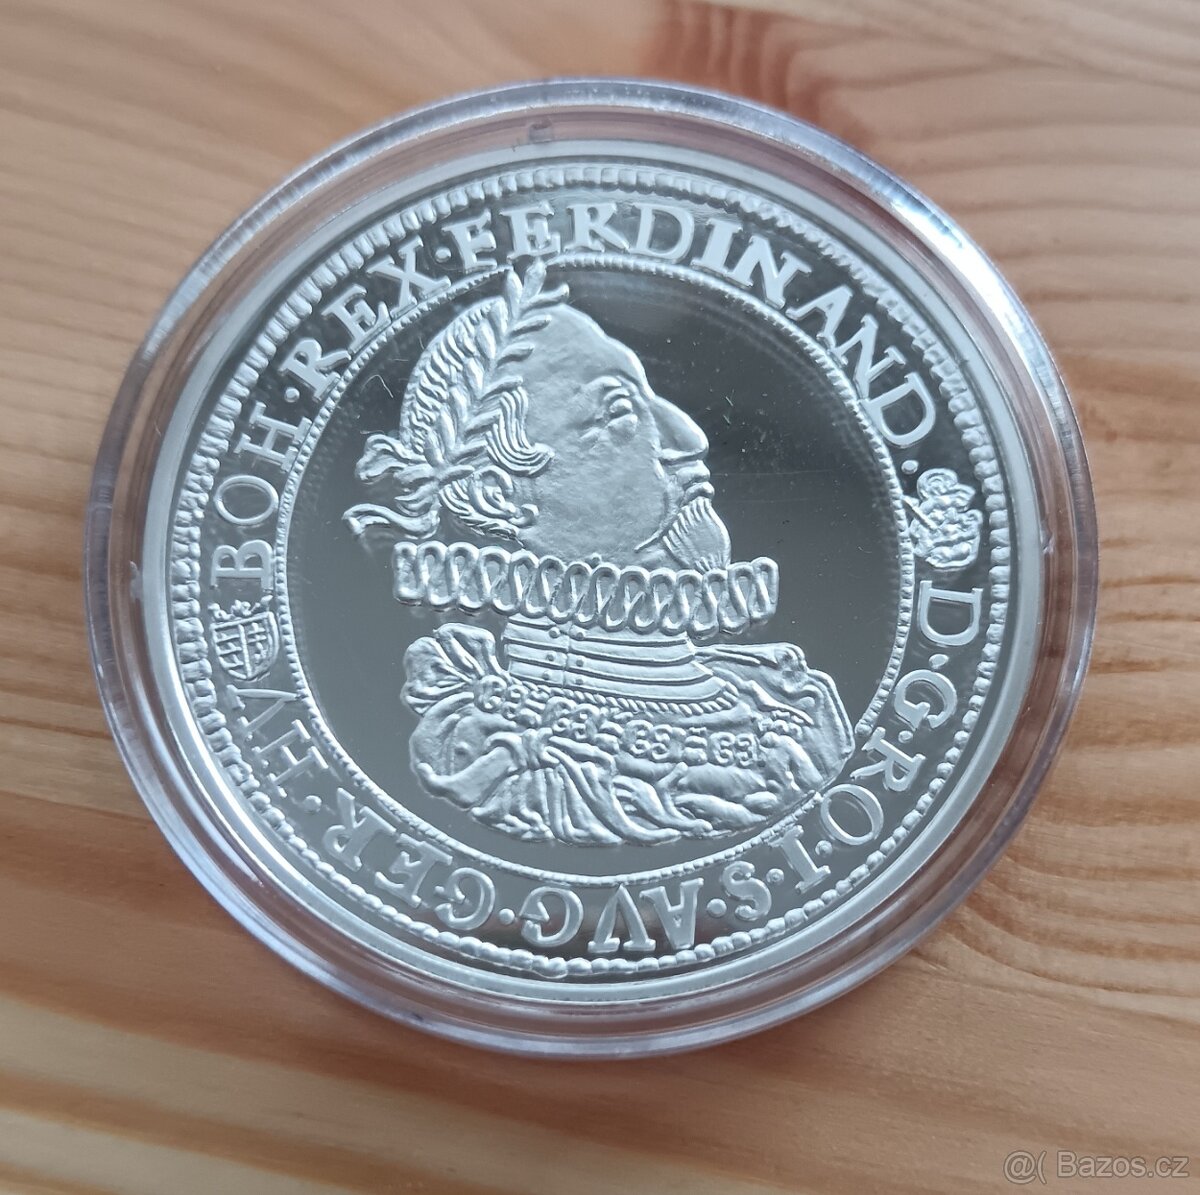 FERDINAND · D · G · RO · I · S · AVG · GER · HV BOH · REX ·
@( Bazos.cz